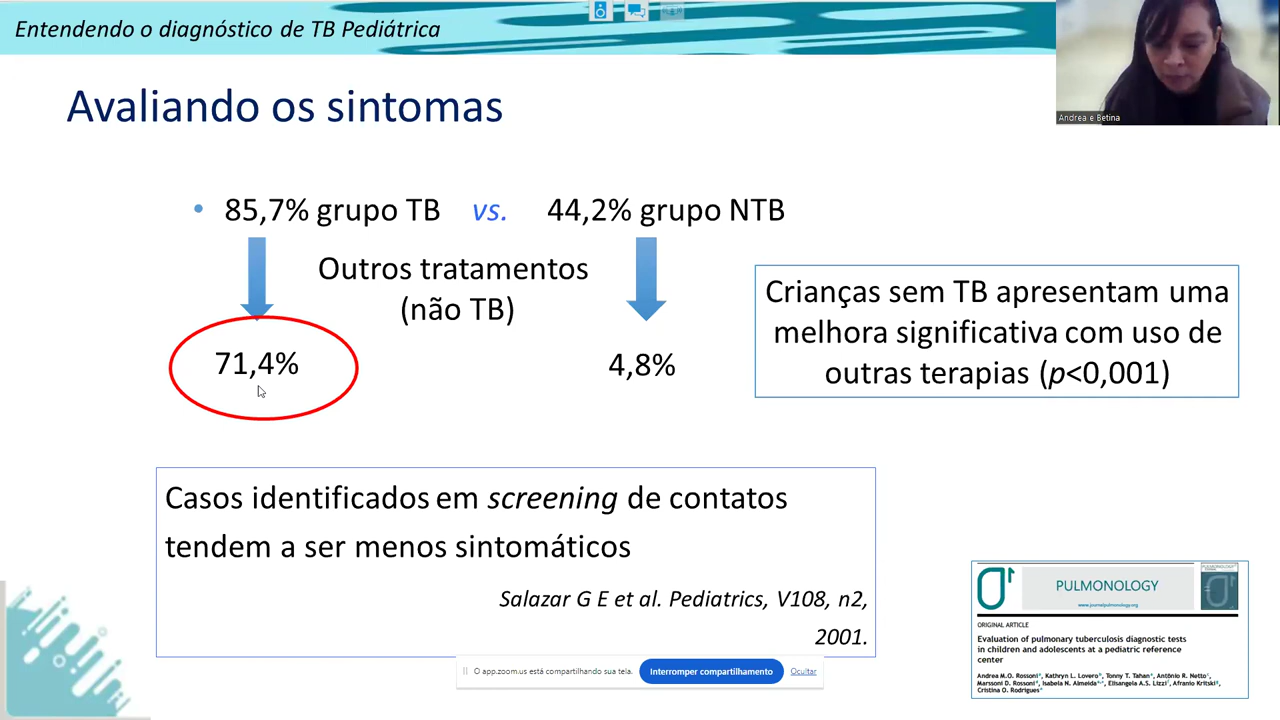 Entendendo o diagnóstico de TB Pediátrica
Andrea e Betina
Avaliando os sintomas
• 85,7% grupo TB vs. 44,2% grupo NTB
Outros tratamentos
(não TB)
71,4%
4,8%
Crianças sem TB apresentam uma
melhora significativa com uso de
outras terapias (p<0,001)
Casos identificados em screening de contatos
tendem a ser menos sintomáticos
Salazar G E et al. Pediatrics, V108, n2,
2001.
PULMONOLOGY
www.journalpulmonology.org
ORIGINAL ARTICLE
Evaluation of pulmonary tuberculosis diagnostic tests
in children and adolescents at a pediatric reference
center
Andrea M.O. Rossoni, Kathryn L. Lovero, Tonny T. Tahan, Antônio R. Netto,
Marssoni D. Rossoni, Isabela N. Almeida, Elisangela A.S. Lizzi, Afranio Kritski,
Cristina O. Rodrigues
O app.zoom.us está compartilhando sua tela.
Interromper compartilhamento
Ocultar